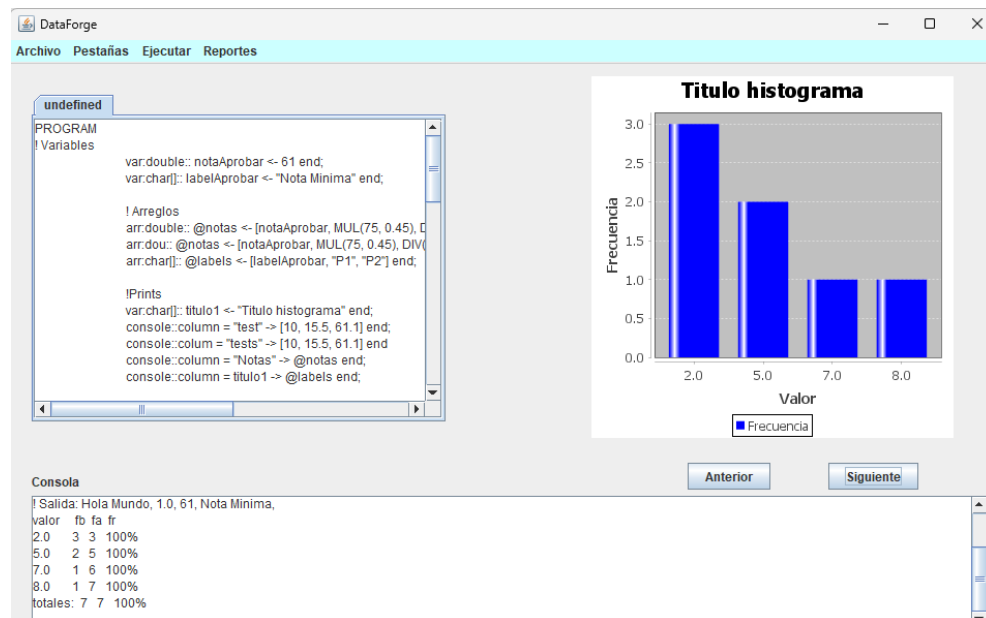 DataForge
Archivo Pestañas Ejecutar Reportes
undefined
PROGRAM
! Variables
var:double:: notaAprobar <- 61 end;
var:char[]:: labelAprobar <- "Nota Minima" end;
! Arreglos
arr:double:: @notas <- [notaAprobar, MUL(75, 0.45), D
arr:dou:: @notas <- [notaAprobar, MUL(75, 0.45), DIV(
arr:char[]:: @labels <- [labelAprobar, "P1", "P2"] end;
!Prints
var:char[]:: titulo1 <- "Titulo histograma" end;
console::column = "test" -> [10, 15.5, 61.1] end;
console::colum = "tests" -> [10, 15.5, 61.1] end
console::column = "Notas" -> @notas end;
console::column = titulo1 -> @labels end;
Titulo histograma
Frecuencia
3.0
2.5
2.0
1.5
1.0
0.5
0.0
2.0 5.0 7.0 8.0
Valor
Frecuencia
Anterior Siguiente
Consola
! Salida: Hola Mundo, 1.0, 61, Nota Minima,
valor fb fa fr
2.0 3 3 100%
5.0 2 5 100%
7.0 1 6 100%
8.0 1 7 100%
totales: 7 7 100%